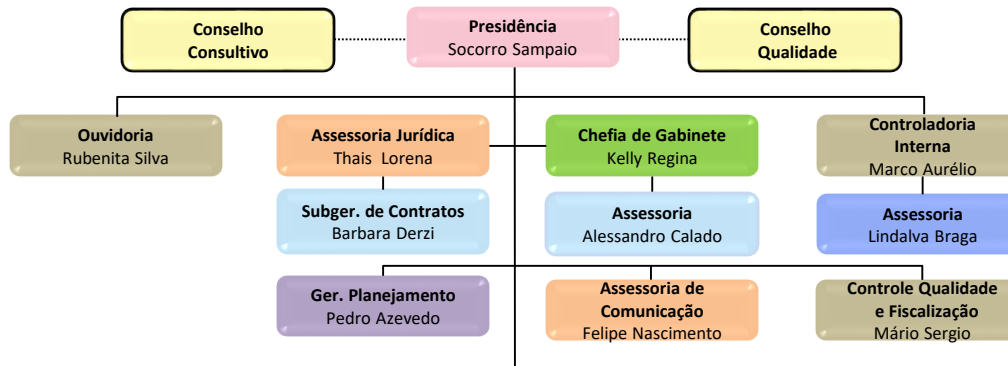 Conselho
Consultivo
Presidência
Socorro Sampaio
Conselho
Qualidade
Ouvidoria
Rubenita Silva
Assessoria Jurídica
Thais Lorena
Chefia de Gabinete
Kelly Regina
Controladoria
Interna
Marco Aurélio
Subger. de Contratos
Barbara Derzi
Assessoria
Alessandro Calado
Assessoria
Lindalva Braga
Ger. Planejamento
Pedro Azevedo
Assessoria de
Comunicação
Felipe Nascimento
Controle Qualidade
e Fiscalização
Mário Sergio